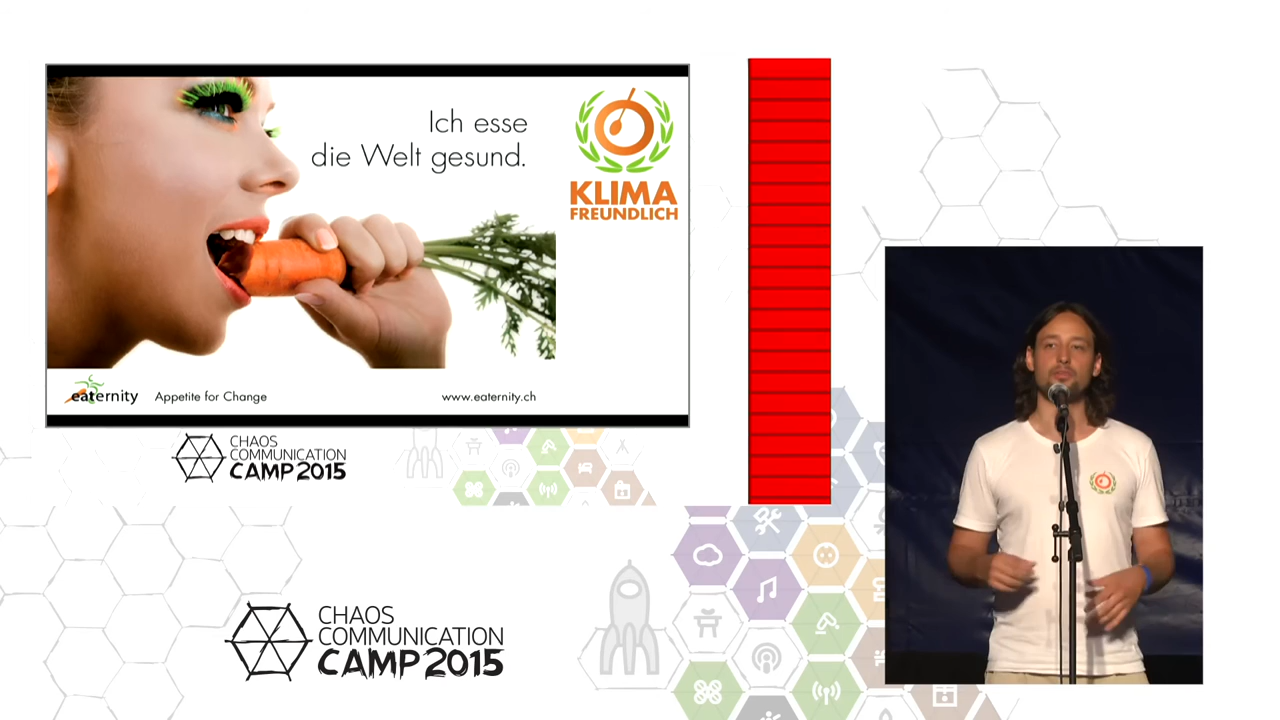 Ich esse
die Welt gesund.
KLIMA
FREUNDLICH
eaternity
Appetite for Change
www.eaternity.ch
CHAOS
COMMUNICATION
CAMP 2015
CHAOS
COMMUNICATION
CAMP 2015